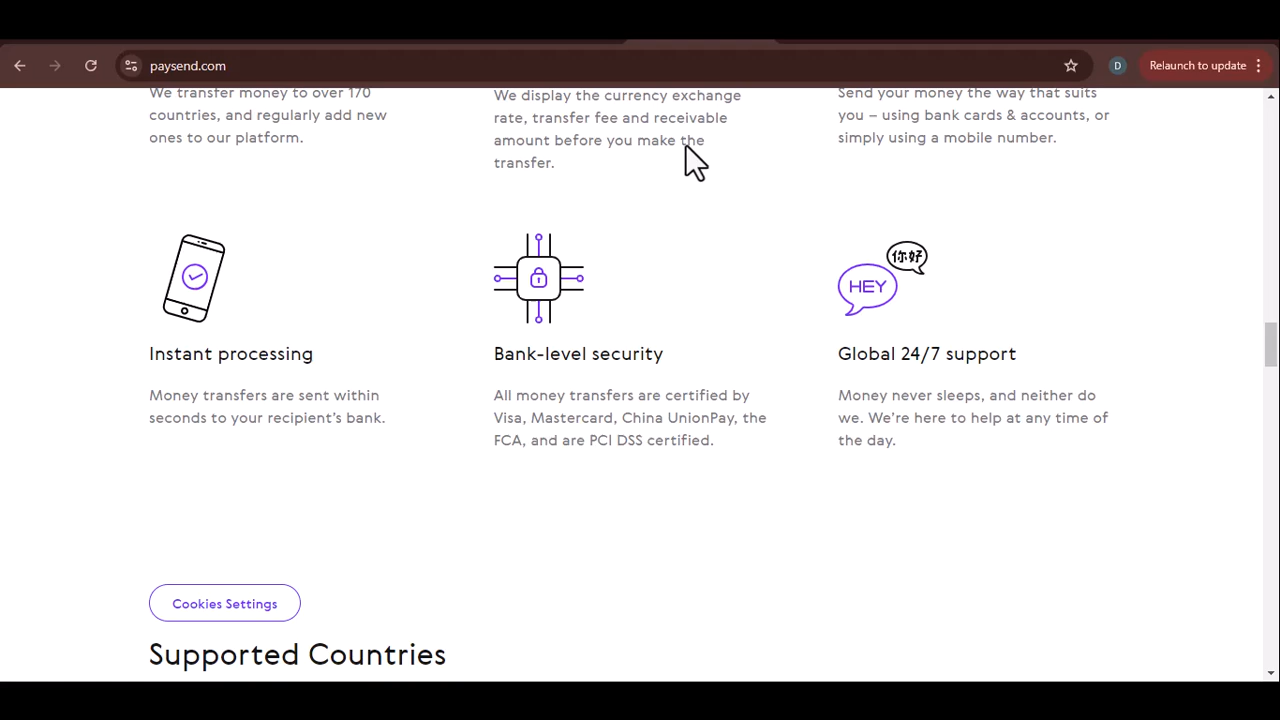 paysend.com
D
Relaunch to update
We transfer money to over 170
countries, and regularly add new
ones to our platform.
We display the currency exchange
rate, transfer fee and receivable
amount before you make the
transfer.
Send your money the way that suits
you – using bank cards & accounts, or
simply using a mobile number.
你好
HEY
Instant processing
Money transfers are sent within
seconds to your recipient's bank.
Bank-level security
All money transfers are certified by
Visa, Mastercard, China UnionPay, the
FCA, and are PCI DSS certified.
Global 24/7 support
Money never sleeps, and neither do
we. We're here to help at any time of
the day.
Cookies Settings
Supported Countries